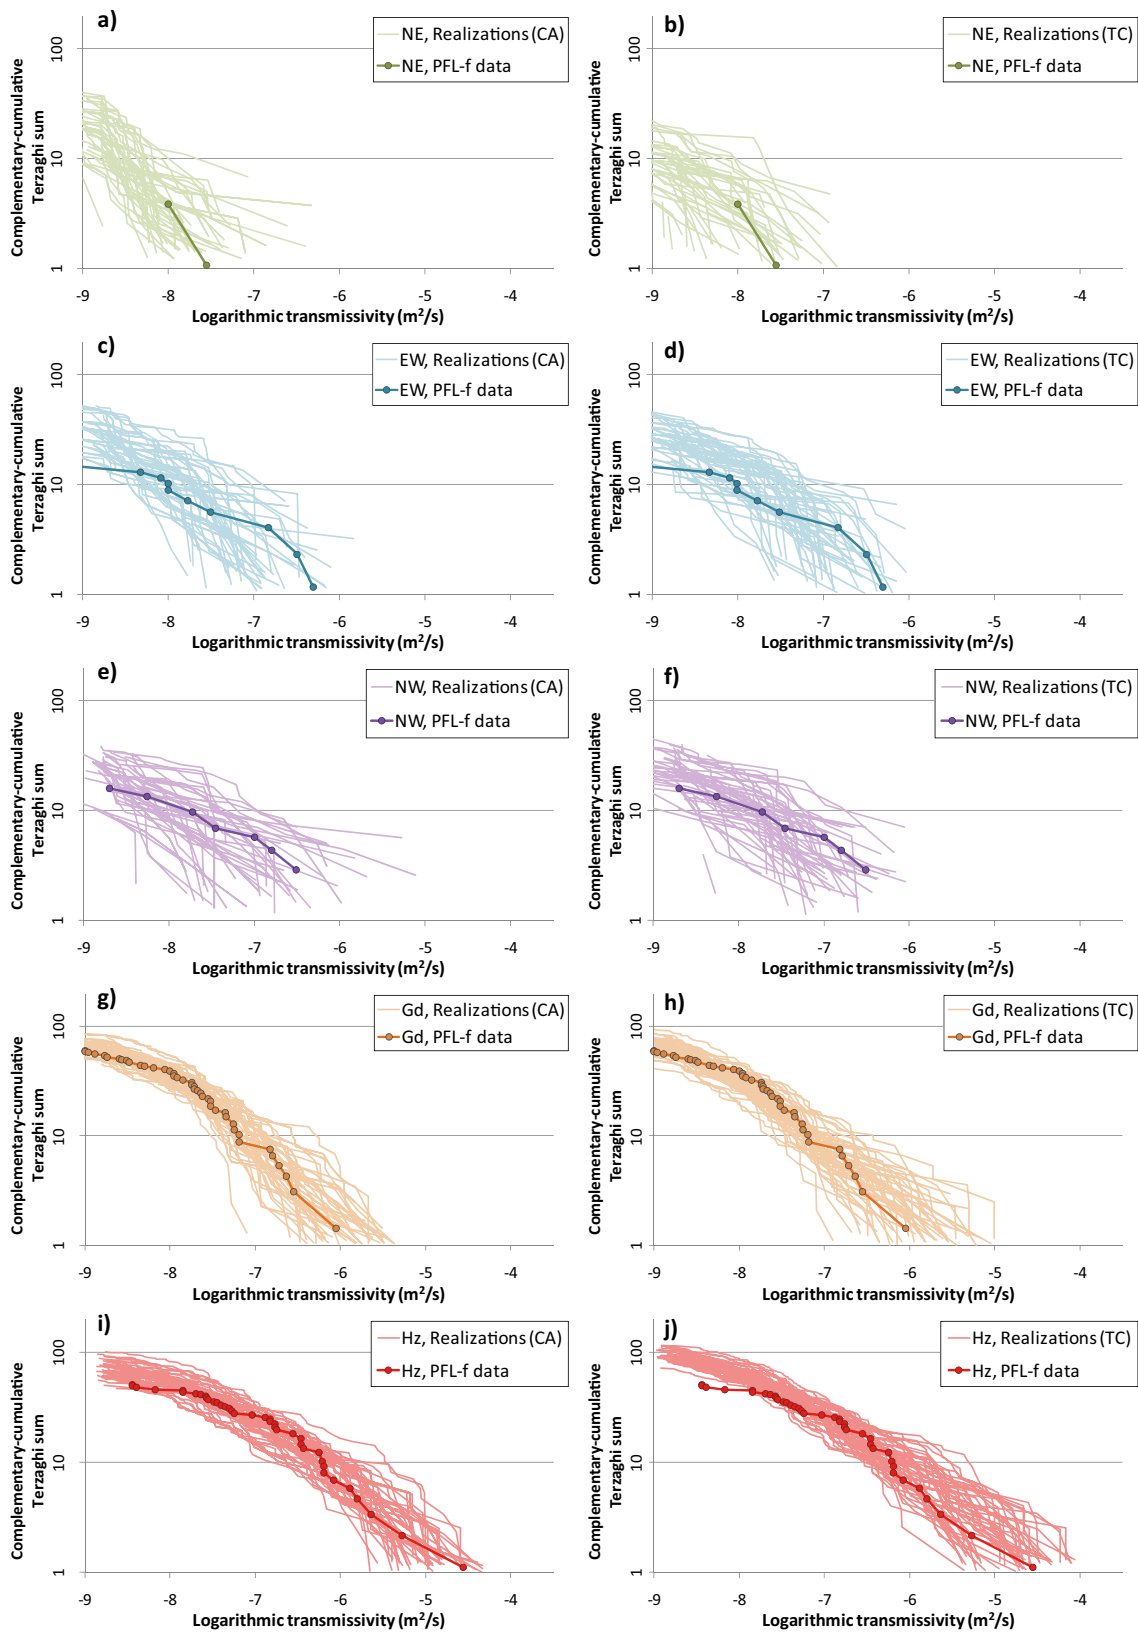 a)
NE, Realizations (CA)
NE, PFL-f data
Complementary-cumulative
Terzaghi sum
100
10
1
-9 -8 -7 -6 -5 -4
Logarithmic transmissivity (m²/s)
b)
NE, Realizations (TC)
NE, PFL-f data
Complementary-cumulative
Terzaghi sum
100
10
1
-9 -8 -7 -6 -5 -4
Logarithmic transmissivity (m²/s)
c)
EW, Realizations (CA)
EW, PFL-f data
Complementary-cumulative
Terzaghi sum
100
10
1
-9 -8 -7 -6 -5 -4
Logarithmic transmissivity (m²/s)
d)
EW, Realizations (TC)
EW, PFL-f data
Complementary-cumulative
Terzaghi sum
100
10
1
-9 -8 -7 -6 -5 -4
Logarithmic transmissivity (m²/s)
e)
NW, Realizations (CA)
NW, PFL-f data
Complementary-cumulative
Terzaghi sum
100
10
1
-9 -8 -7 -6 -5 -4
Logarithmic transmissivity (m²/s)
f)
NW, Realizations (TC)
NW, PFL-f data
Complementary-cumulative
Terzaghi sum
100
10
1
-9 -8 -7 -6 -5 -4
Logarithmic transmissivity (m²/s)
g)
Gd, Realizations (CA)
Gd, PFL-f data
Complementary-cumulative
Terzaghi sum
100
10
1
-9 -8 -7 -6 -5 -4
Logarithmic transmissivity (m²/s)
h)
Gd, Realizations (TC)
Gd, PFL-f data
Complementary-cumulative
Terzaghi sum
100
10
1
-9 -8 -7 -6 -5 -4
Logarithmic transmissivity (m²/s)
i)
Hz, Realizations (CA)
Hz, PFL-f data
Complementary-cumulative
Terzaghi sum
100
10
1
-9 -8 -7 -6 -5 -4
Logarithmic transmissivity (m²/s)
j)
Hz, Realizations (TC)
Hz, PFL-f data
Complementary-cumulative
Terzaghi sum
100
10
1
-9 -8 -7 -6 -5 -4
Logarithmic transmissivity (m²/s)